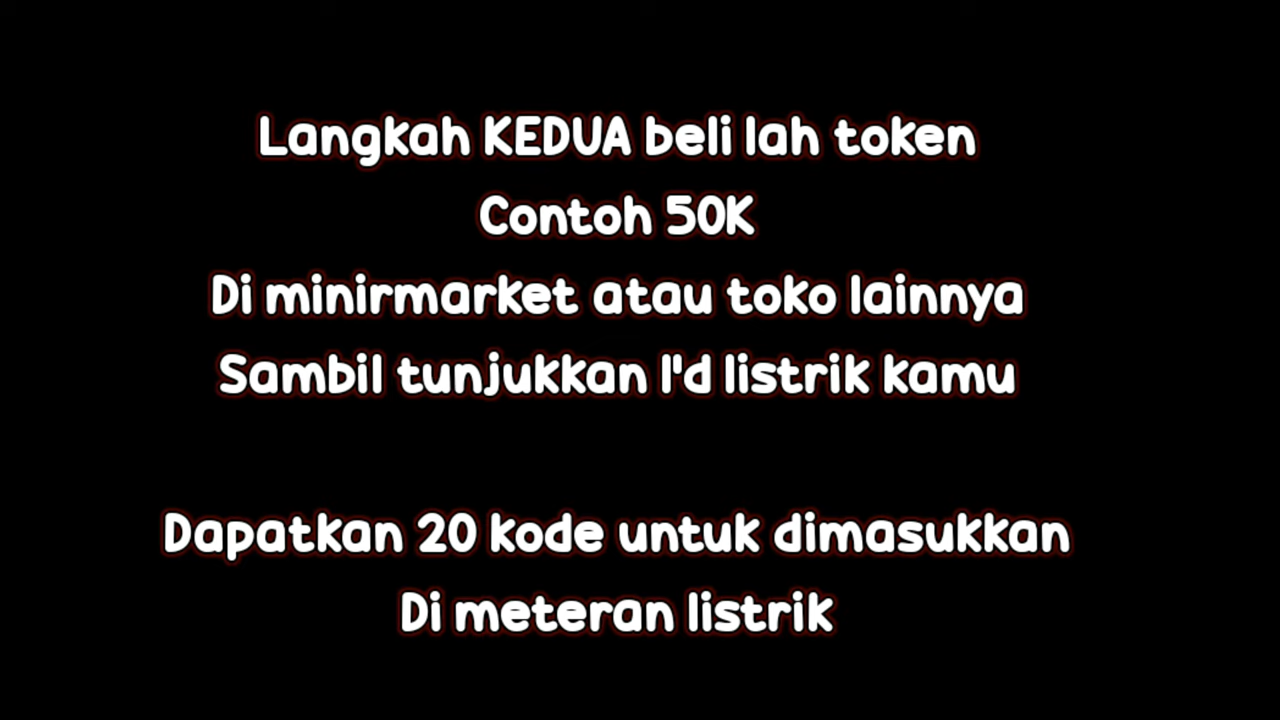 Langkah KEDUA beli lah token
Contoh 50K
Di minirmarket atau toko lainnya
Sambil tunjukkan I'd listrik kamu
Dapatkan 20 kode untuk dimasukkan
Di meteran listrik